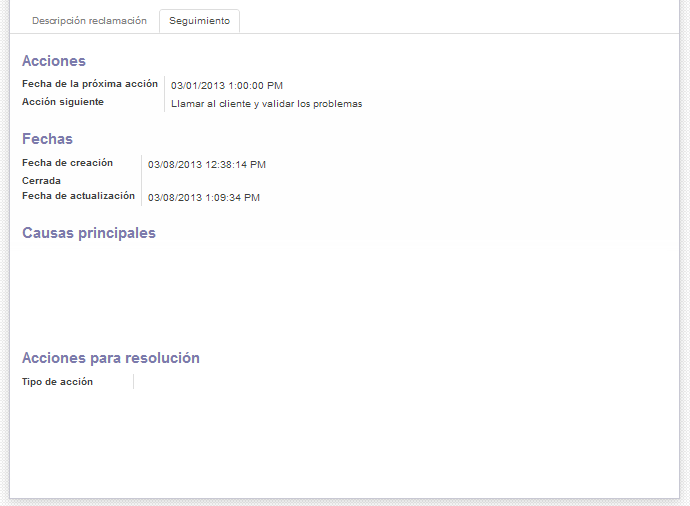 Descripción reclamación Seguimiento
Acciones
Fecha de la próxima acción 03/01/2013 1:00:00 PM
Acción siguiente Llamar al cliente y validar los problemas
Fechas
Fecha de creación 03/08/2013 12:38:14 PM
Cerrada
Fecha de actualización 03/08/2013 1:09:34 PM
Causas principales
Acciones para resolución
Tipo de acción